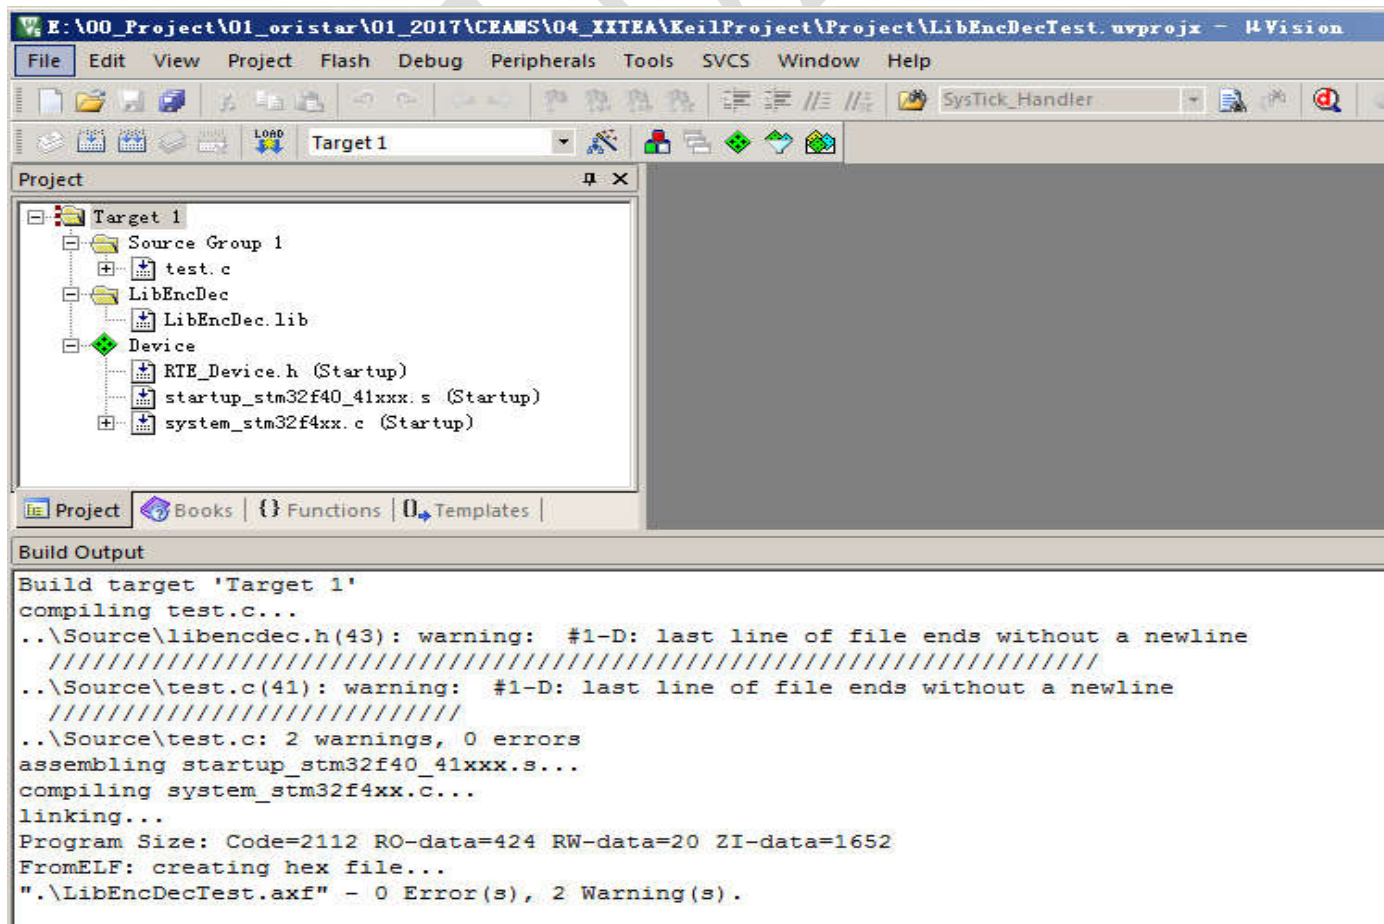 E:\00_Project\01_oristar\01_2017\CEAMS\04_XXTEA\KeilProject\Project\LibEncDecTest.uvprojx - µVision
File Edit View Project Flash Debug Peripherals Tools SVCS Window Help
SysTick_Handler
LOAD Target 1
Project
Target 1
Source Group 1
test.c
LibEncDec
LibEncDec.lib
Device
RTE_Device.h (Startup)
startup_stm32f40_41xxx.s (Startup)
system_stm32f4xx.c (Startup)
Project Books {} Functions 0 Templates
Build Output
Build target 'Target 1'
compiling test.c...
..\Source\libencdec.h(43): warning:  #1-D: last line of file ends without a newline
///////////////////////////////////////////////////////////////////////
..\Source\test.c(41): warning:  #1-D: last line of file ends without a newline
////////////////////////////
..\Source\test.c: 2 warnings, 0 errors
assembling startup_stm32f40_41xxx.s...
compiling system_stm32f4xx.c...
linking...
Program Size: Code=2112 RO-data=424 RW-data=20 ZI-data=1652
FromELF: creating hex file...
".\LibEncDecTest.axf" - 0 Error(s), 2 Warning(s).